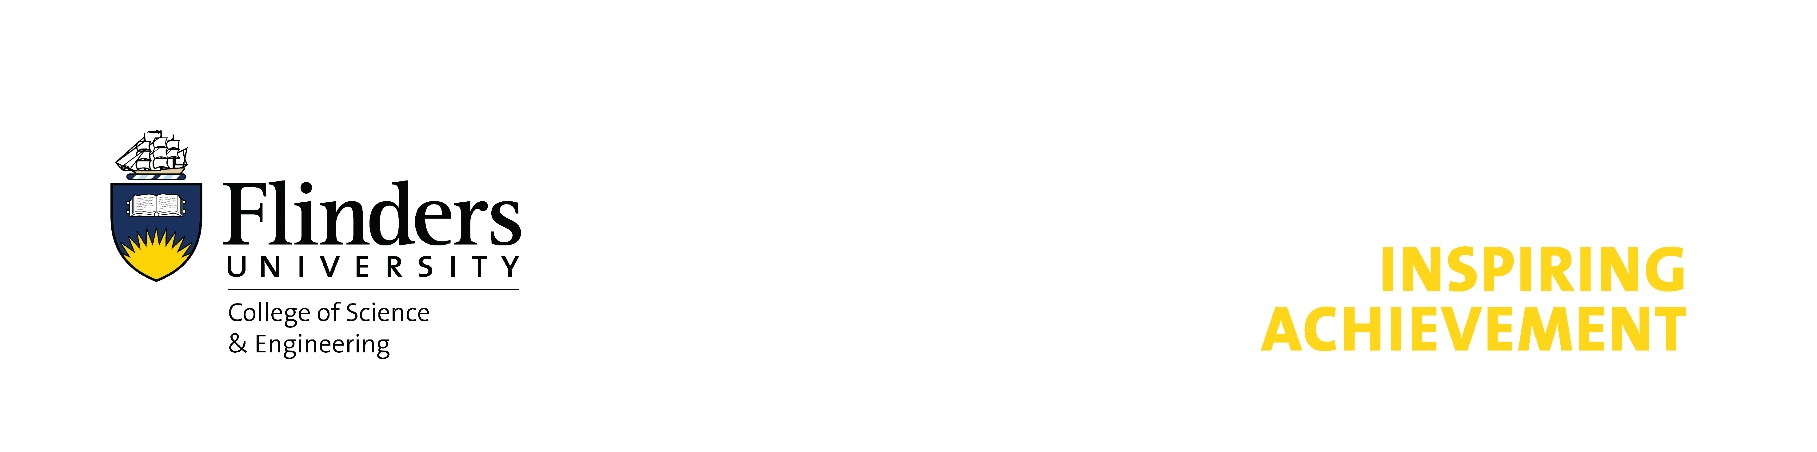 Flinders
UNIVERSITY
College of Science
& Engineering
INSPIRING
ACHIEVEMENT